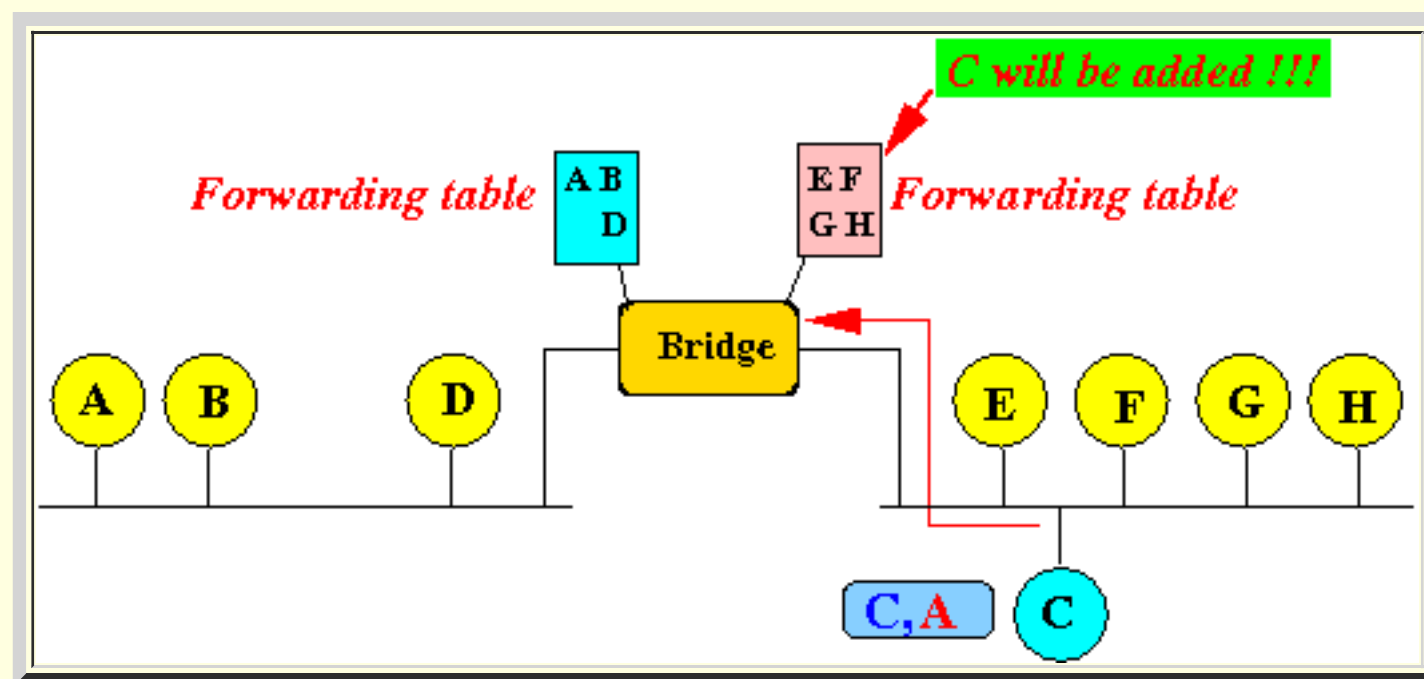 C will be added !!!
Forwarding table
A B
D
E F
G H
Forwarding table
Bridge
A
B
D
E
F
G
H
C,A
C